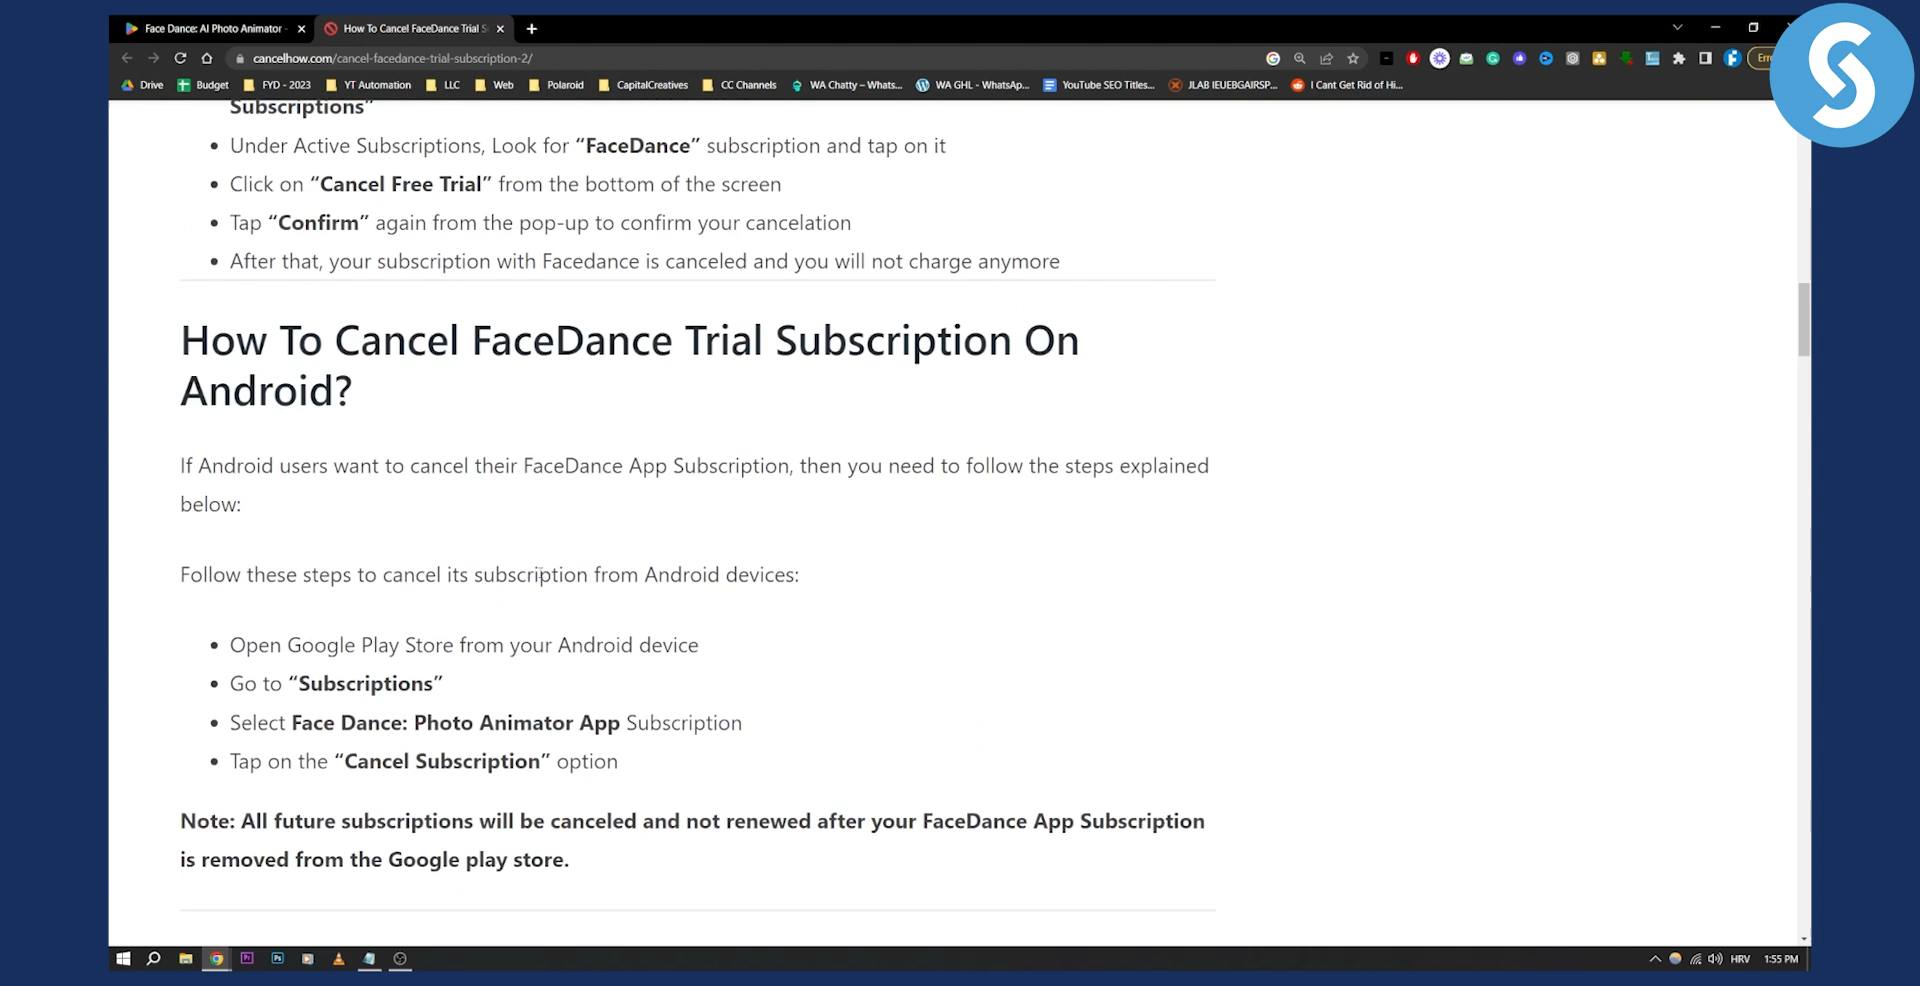 Face Dance: AI Photo Animator -
How To Cancel FaceDance Trial S
cancelhow.com/cancel-facedance-trial-subscription-2/
Drive
Budget
FYD - 2023
YT Automation
LLC
Web
Polaroid
CapitalCreatives
CC Channels
WA Chatty – Whats...
WA GHL - WhatsAp...
YouTube SEO Titles...
JLAB IEUEBGAIRSP...
I Cant Get Rid of Hi...
Subscriptions”
• Under Active Subscriptions, Look for “FaceDance” subscription and tap on it
• Click on “Cancel Free Trial” from the bottom of the screen
• Tap “Confirm” again from the pop-up to confirm your cancelation
• After that, your subscription with Facedance is canceled and you will not charge anymore
How To Cancel FaceDance Trial Subscription On
Android?
If Android users want to cancel their FaceDance App Subscription, then you need to follow the steps explained
below:
Follow these steps to cancel its subscription from Android devices:
• Open Google Play Store from your Android device
• Go to “Subscriptions”
• Select Face Dance: Photo Animator App Subscription
• Tap on the “Cancel Subscription” option
Note: All future subscriptions will be canceled and not renewed after your FaceDance App Subscription
is removed from the Google play store.
HRV
1:55 PM